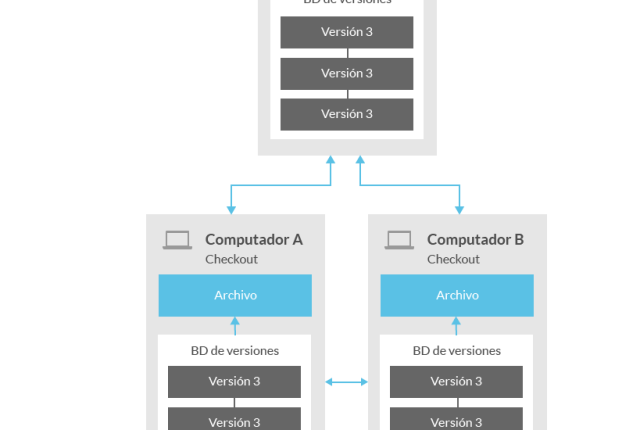 BD de versiones
Versión 3
Versión 3
Versión 3
Computador A
Checkout
Archivo
BD de versiones
Versión 3
Versión 3
Computador B
Checkout
Archivo
BD de versiones
Versión 3
Versión 3